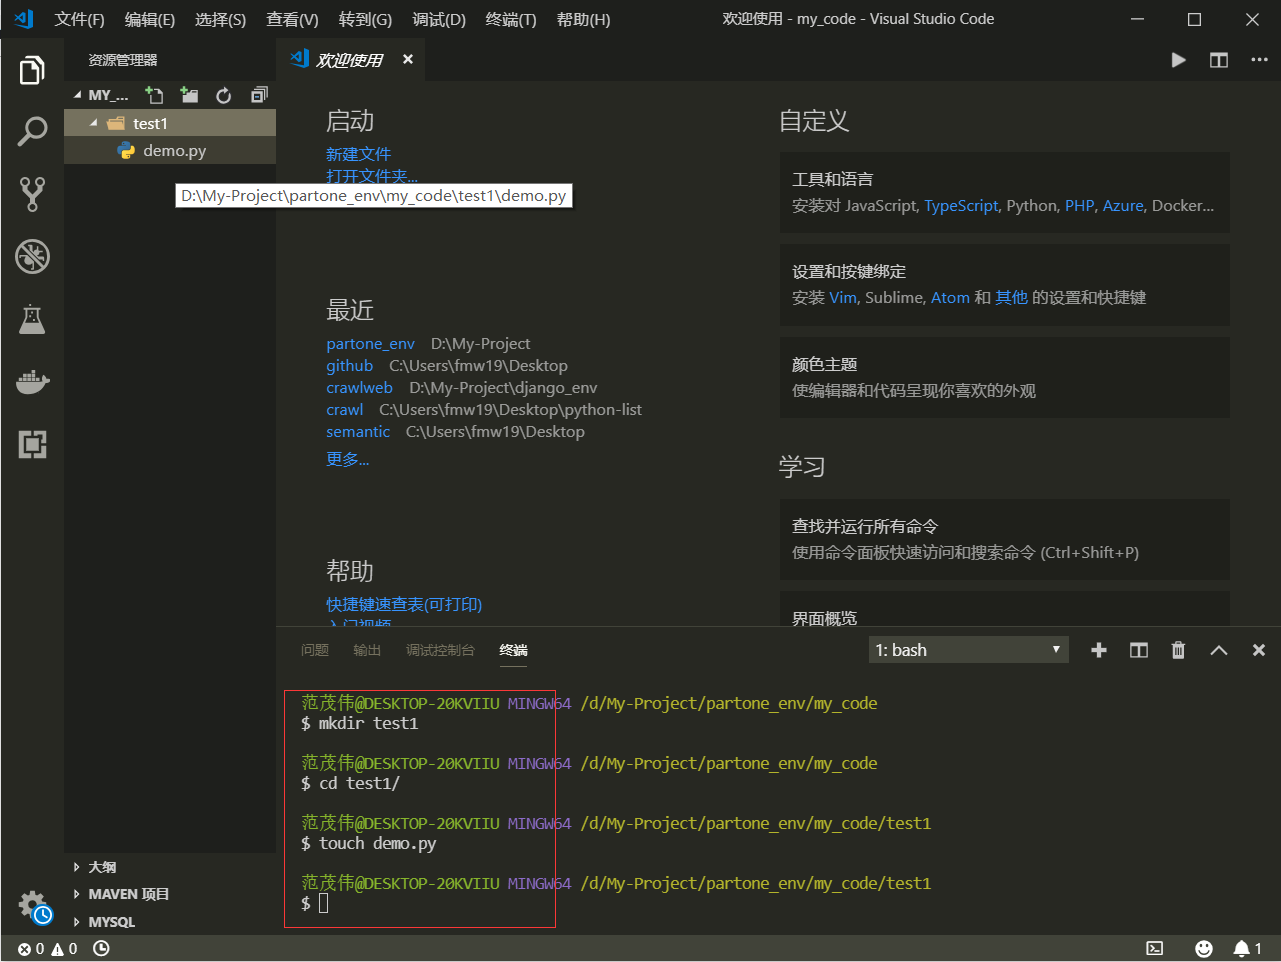 文件(F) 编辑(E) 选择(S) 查看(V) 转到(G) 调试(D) 终端(T) 帮助(H) 欢迎使用 - my_code - Visual Studio Code
资源管理器
欢迎使用
MY_...
test1
demo.py
D:\My-Project\partone_env\my_code\test1\demo.py
启动
新建文件
打开文件夹...
最近
partone_env D:\My-Project
github C:\Users\fmw19\Desktop
crawlweb D:\My-Project\django_env
crawl C:\Users\fmw19\Desktop\python-list
semantic C:\Users\fmw19\Desktop
更多...
帮助
快捷键速查表(可打印)
入门视频
自定义
工具和语言
安装对 JavaScript, TypeScript, Python, PHP, Azure, Docker...
设置和按键绑定
安装 Vim, Sublime, Atom 和 其他 的设置和快捷键
颜色主题
使编辑器和代码呈现你喜欢的外观
学习
查找并运行所有命令
使用命令面板快速访问和搜索命令 (Ctrl+Shift+P)
界面概览
问题 输出 调试控制台 终端 1: bash
范茂伟@DESKTOP-20KVIIU MINGW64 /d/My-Project/partone_env/my_code
$ mkdir test1
范茂伟@DESKTOP-20KVIIU MINGW64 /d/My-Project/partone_env/my_code
$ cd test1/
范茂伟@DESKTOP-20KVIIU MINGW64 /d/My-Project/partone_env/my_code/test1
$ touch demo.py
范茂伟@DESKTOP-20KVIIU MINGW64 /d/My-Project/partone_env/my_code/test1
$
大纲
MAVEN 项目
MYSQL
0 0 1